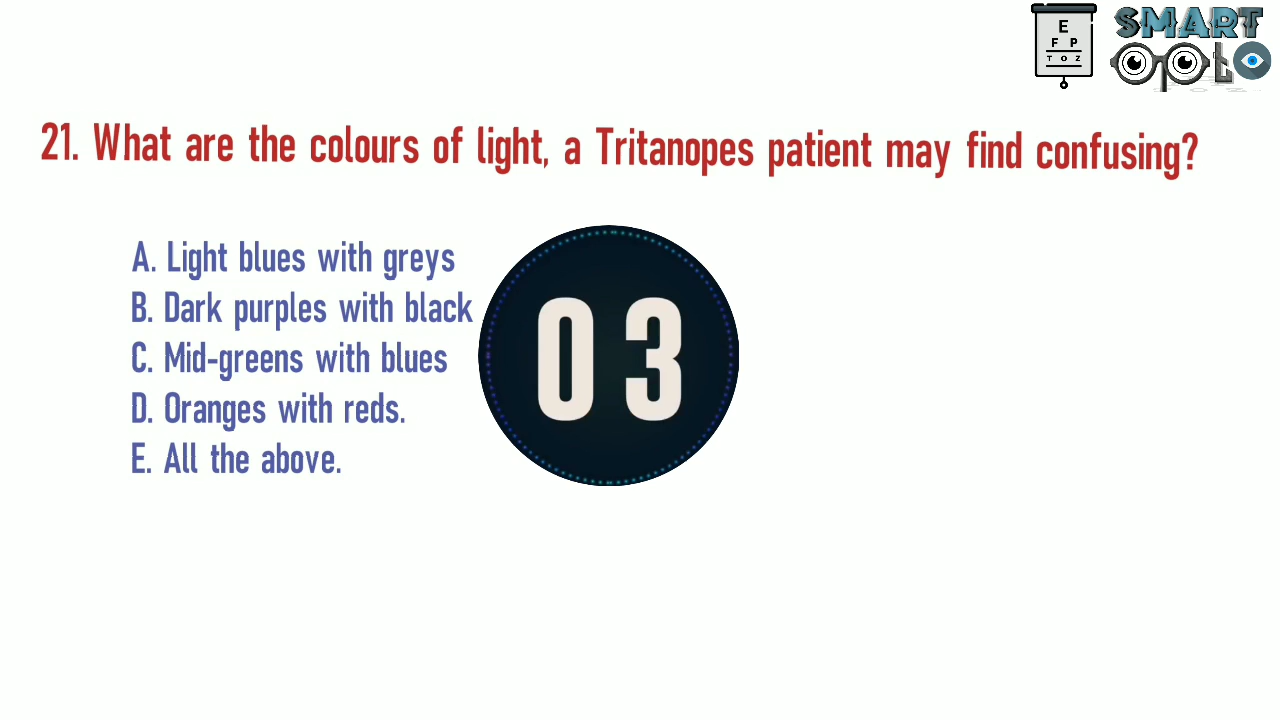 E
F P
T O Z
SMART
opto
21. What are the colours of light, a Tritanopes patient may find confusing?
A. Light blues with greys
B. Dark purples with black
C. Mid-greens with blues
D. Oranges with reds.
E. All the above.
03